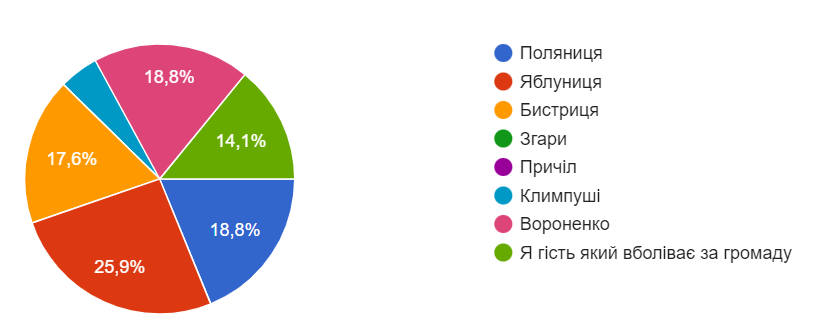 18,8%
14,1%
17,6%
18,8%
25,9%
Поляниця
Яблуниця
Бистриця
Згари
Причіл
Климпуші
Вороненко
Я гість який вболіває за громаду